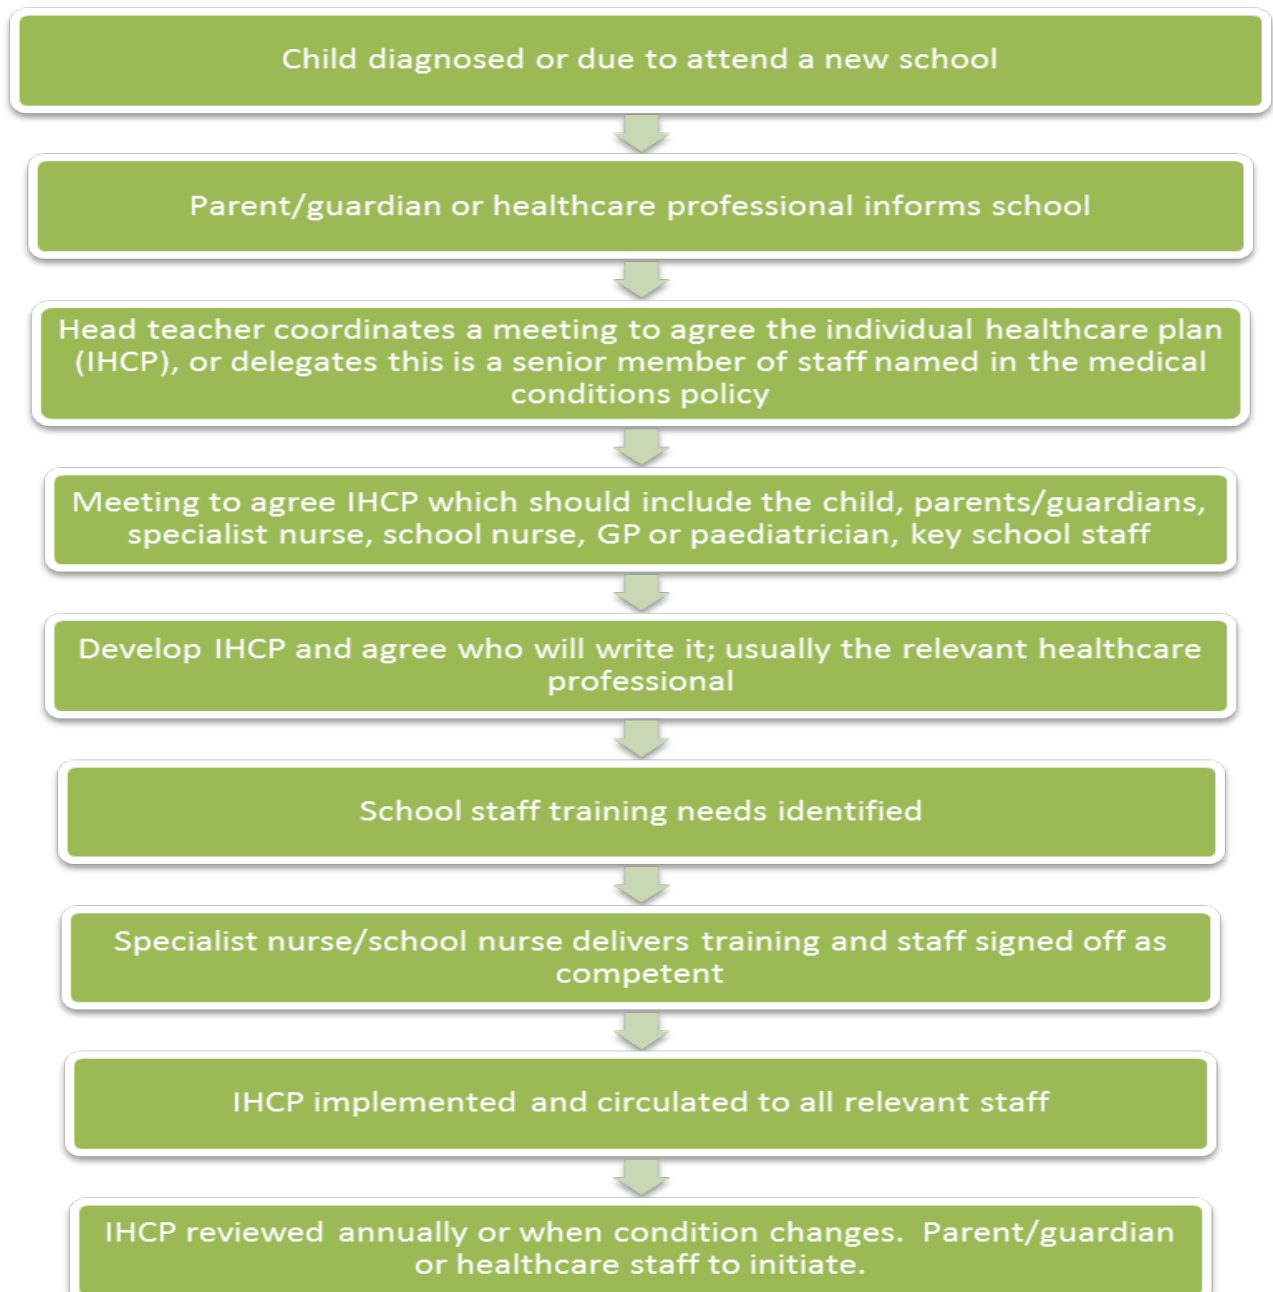 Child diagnosed or due to attend a new school
Parent/guardian or healthcare professional informs school
Head teacher coordinates a meeting to agree the individual healthcare plan
(IHCP), or delegates this is a senior member of staff named in the medical
conditions policy
Meeting to agree IHCP which should include the child, parents/guardians,
specialist nurse, school nurse, GP or paediatrician, key school staff
Develop IHCP and agree who will write it; usually the relevant healthcare
professional
School staff training needs identified
Specialist nurse/school nurse delivers training and staff signed off as
competent
IHCP implemented and circulated to all relevant staff
IHCP reviewed annually or when condition changes. Parent/guardian
or healthcare staff to initiate.